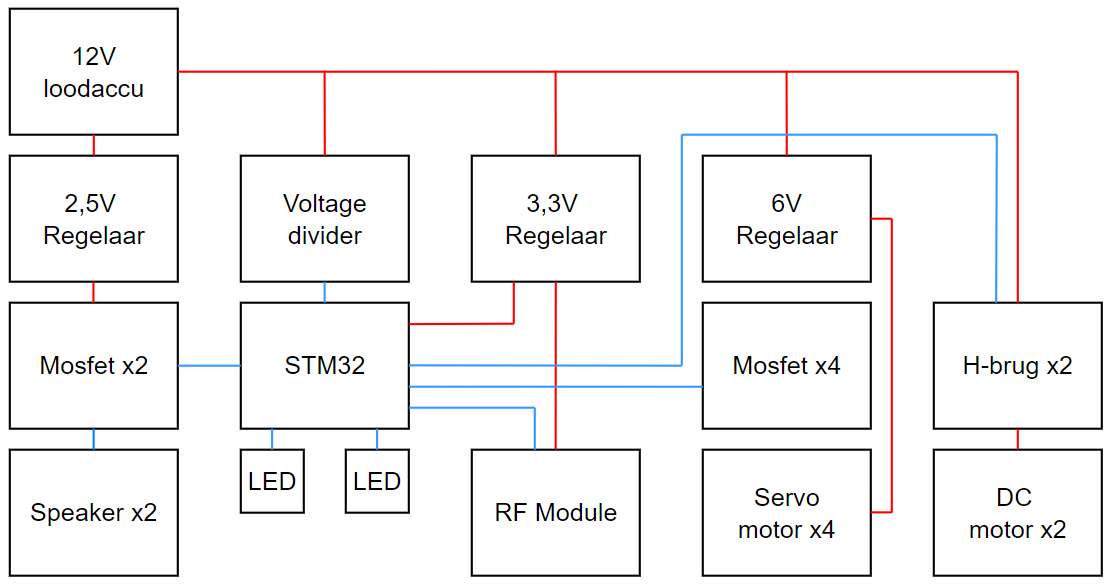 12V
loodaccu
2,5V
Regelaar
Voltage
divider
3,3V
Regelaar
6V
Regelaar
Mosfet x2
STM32
Mosfet x4
H-brug x2
Speaker x2
LED
LED
RF Module
Servo
motor x4
DC
motor x2